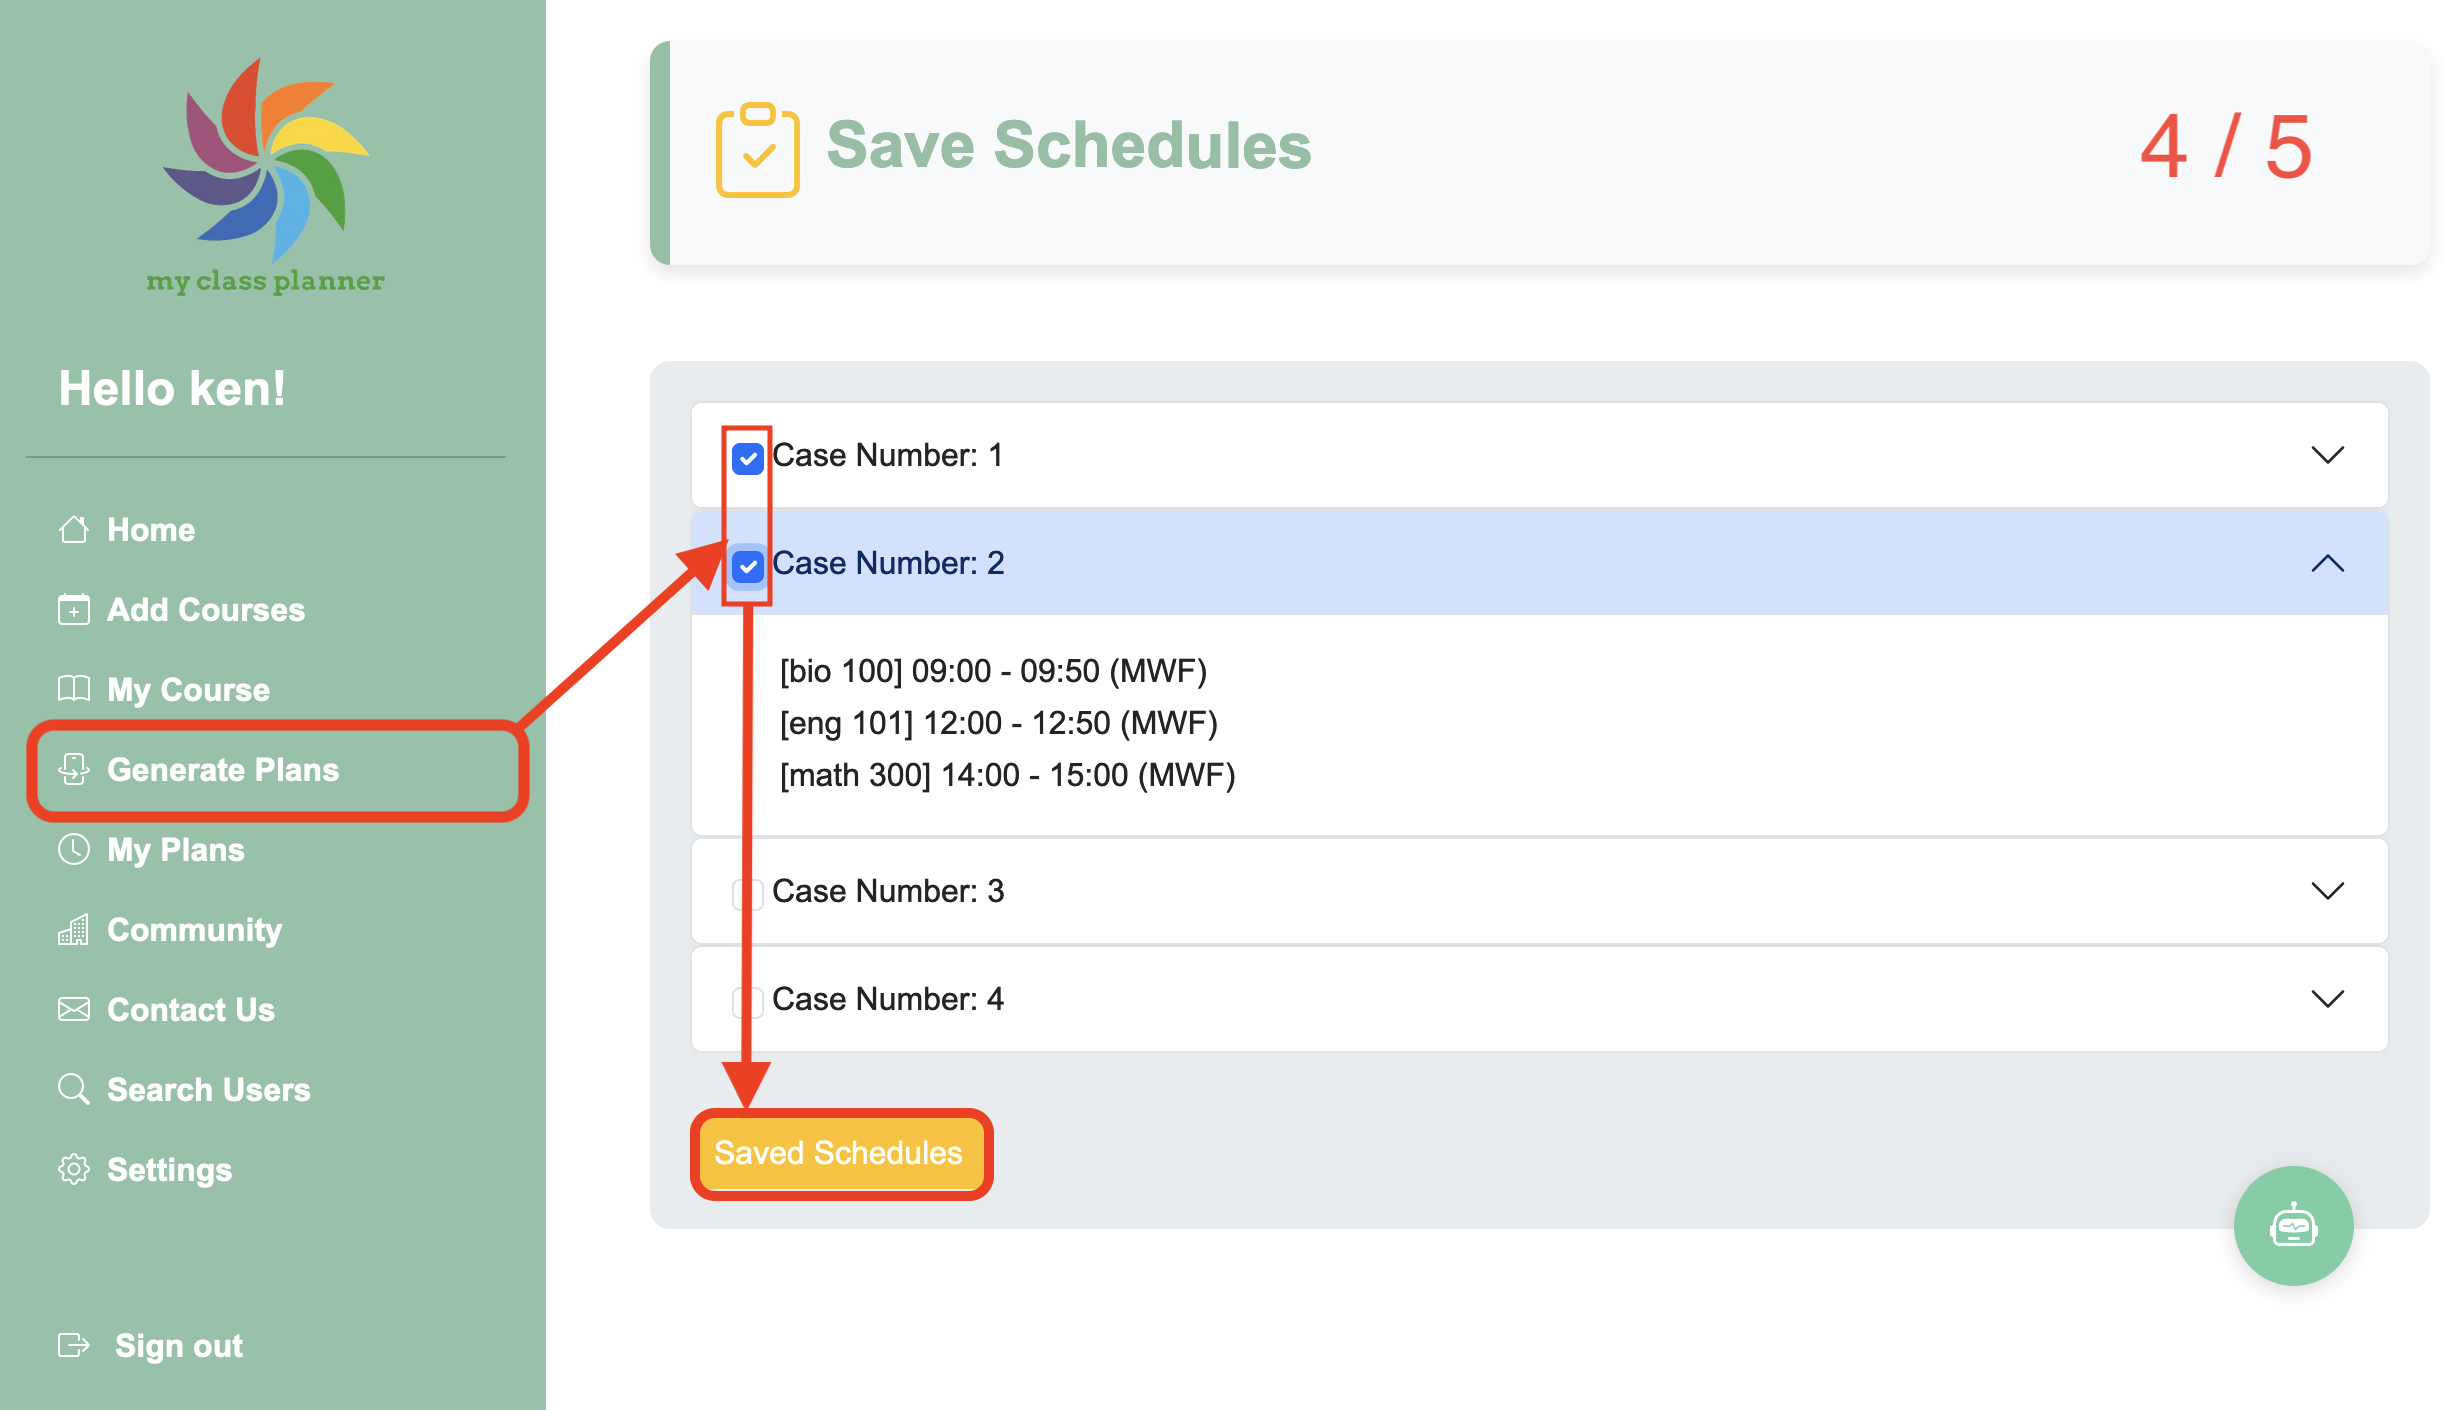 my class planner
Hello ken!
Home
Add Courses
My Course
Generate Plans
My Plans
Community
Contact Us
Search Users
Settings
Sign out
Save Schedules
4 / 5
Case Number: 1
Case Number: 2
[bio 100] 09:00 - 09:50 (MWF)
[eng 101] 12:00 - 12:50 (MWF)
[math 300] 14:00 - 15:00 (MWF)
Case Number: 3
Case Number: 4
Saved Schedules